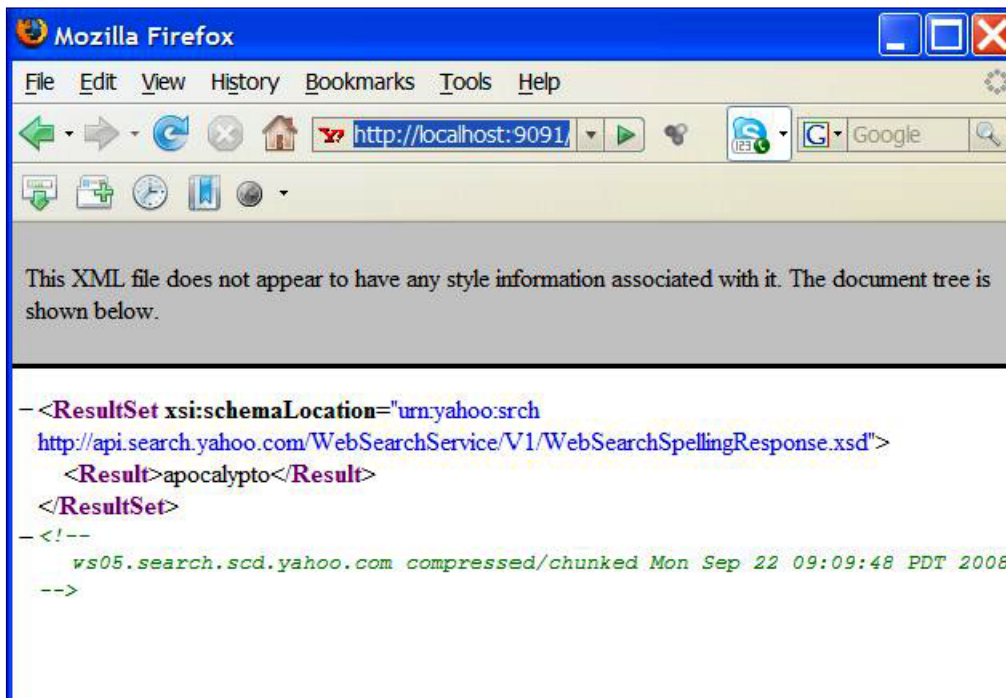 Mozilla Firefox
File Edit View History Bookmarks Tools Help
http://localhost:9091/ G Google
123
This XML file does not appear to have any style information associated with it. The document tree is
shown below.
– <ResultSet xsi:schemaLocation="urn:yahoo:srch
http://api.search.yahoo.com/WebSearchService/V1/WebSearchSpellingResponse.xsd">
<Result>apocalypto</Result>
</ResultSet>
– <!--
ws05.search.scd.yahoo.com compressed/chunked Mon Sep 22 09:09:48 PDT 2008
-->